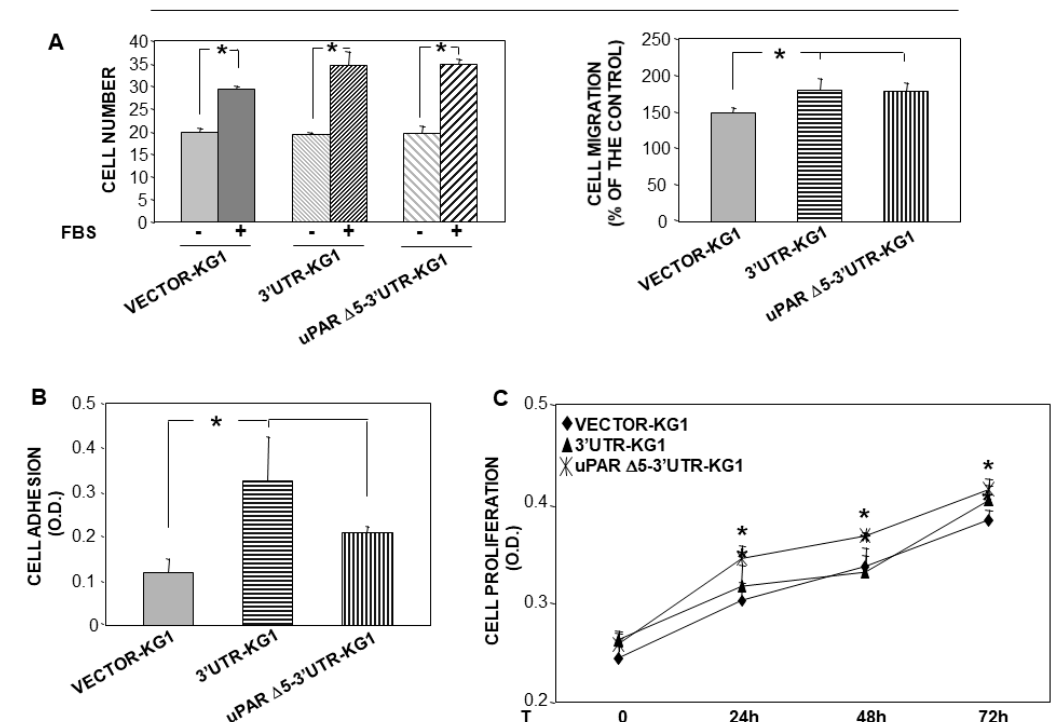 A
CELL NUMBER
40
35
30
25
20
15
10
5
0
* * *
FBS - + - + - +
VECTOR-KG1
3'UTR-KG1
uPAR Δ5-3'UTR-KG1
CELL MIGRATION
(% OF THE CONTROL)
250
200
150
100
50
0
*
VECTOR-KG1
3'UTR-KG1
uPAR Δ5-3'UTR-KG1
B
CELL ADHESION
(O.D.)
0.5
0.4
0.3
0.2
0.1
0
*
VECTOR-KG1
3'UTR-KG1
uPAR Δ5-3'UTR-KG1
C
CELL PROLIFERATION
(O.D.)
0.5
0.4
0.3
0.2
VECTOR-KG1
3'UTR-KG1
uPAR Δ5-3'UTR-KG1
* * *
T 0 24h 48h 72h